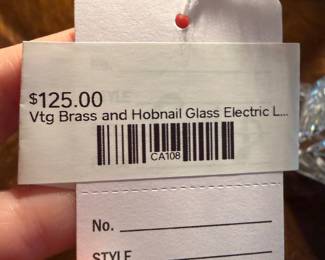 $125.00
Vtg Brass and Hobnail Glass Electric L...
CA108
No.
STYLE